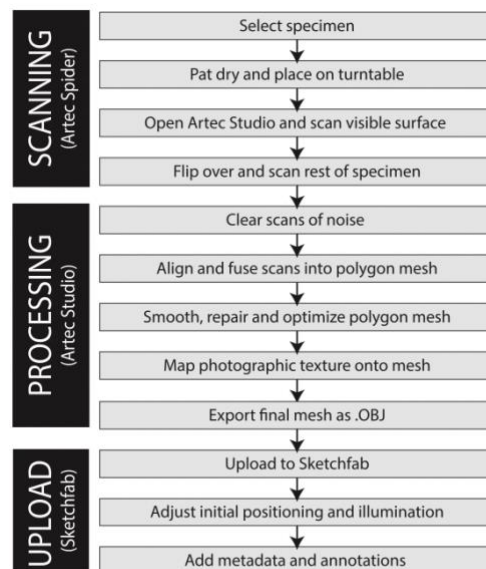 SCANNING
(Artec Spider)
Select specimen
Pat dry and place on turntable
Open Artec Studio and scan visible surface
Flip over and scan rest of specimen
PROCESSING
(Artec Studio)
Clear scans of noise
Align and fuse scans into polygon mesh
Smooth, repair and optimize polygon mesh
Map photographic texture onto mesh
Export final mesh as .OBJ
UPLOAD
(Sketchfab)
Upload to Sketchfab
Adjust initial positioning and illumination
Add metadata and annotations